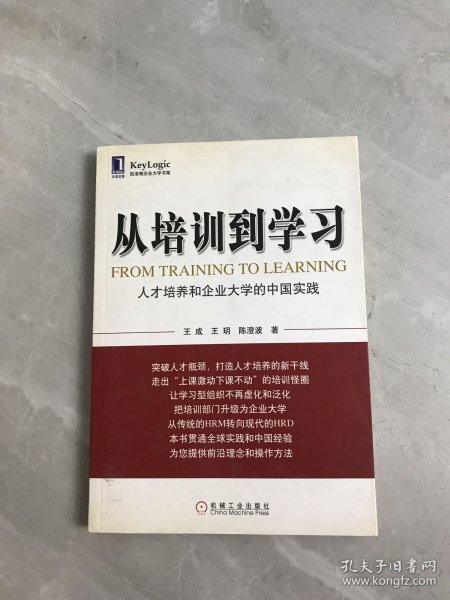 KeyLogic
凯洛格企业大学书架
华章经管
从培训到学习
FROM TRAINING TO LEARNING
人才培养和企业大学的中国实践
王 成 王 玥 陈澄波 著
突破人才瓶颈，打造人才培养的新干线
走出“上课激动下课不动”的培训怪圈
让学习型组织不再虚化和泛化
把培训部门升级为企业大学
从传统的HRM转向现代的HRD
本书贯通全球实践和中国经验
为您提供前沿理念和操作方法
机械工业出版社
China Machine Press
孔夫子旧书网
www.kongfz.com